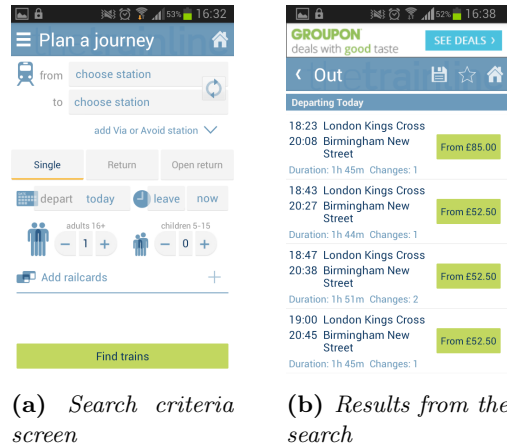 53% 16:32
Plan a journey
from choose station
to choose station
add Via or Avoid station
Single Return Open return
depart today leave now
adults 16+ children 5-15
− 1 + − 0 +
Add railcards +
Find trains
(a) Search criteria
screen
52% 16:38
GROUPON
deals with good taste
SEE DEALS >
‹ Out
Departing Today
18:23 London Kings Cross
20:08 Birmingham New
Street
From £85.00
Duration: 1h 45m Changes: 1
18:43 London Kings Cross
20:27 Birmingham New
Street
From £52.50
Duration: 1h 44m Changes: 1
18:47 London Kings Cross
20:38 Birmingham New
Street
From £52.50
Duration: 1h 51m Changes: 2
19:00 London Kings Cross
20:45 Birmingham New
Street
From £52.50
Duration: 1h 45m Changes: 1
(b) Results from the
search